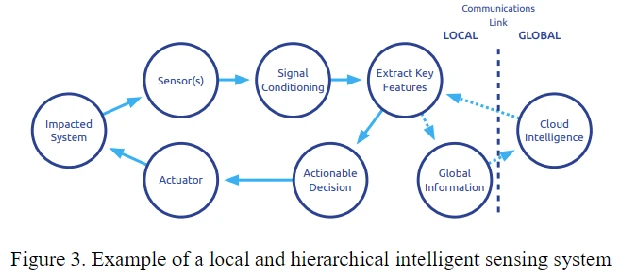 Communications
Link
LOCAL GLOBAL
Sensor(s)
Signal
Conditioning
Extract Key
Features
Impacted
System
Cloud
Intelligence
Actuator
Actionable
Decision
Global
Information
Figure 3. Example of a local and hierarchical intelligent sensing system